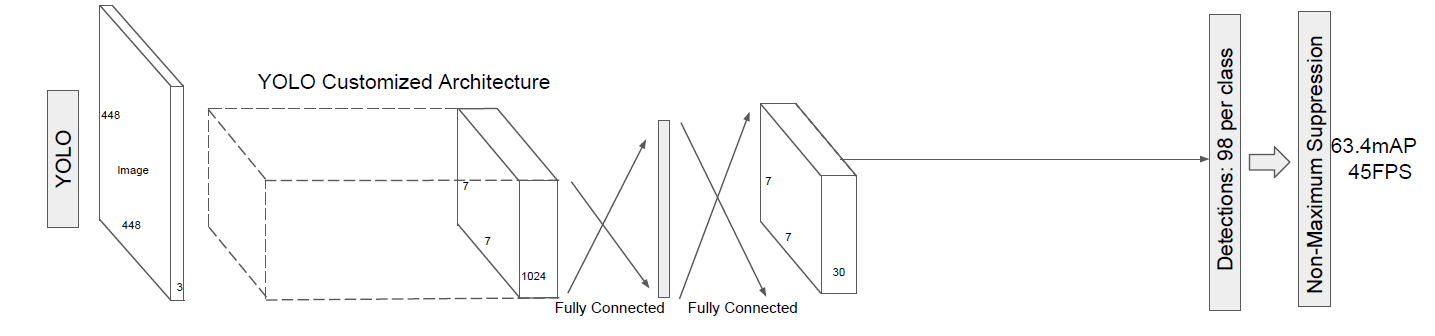 YOLO
448
Image
448
3
YOLO Customized Architecture
7
7
1024
Fully Connected
Fully Connected
7
7
30
Detections: 98 per class
Non-Maximum Suppression
63.4mAP
45FPS